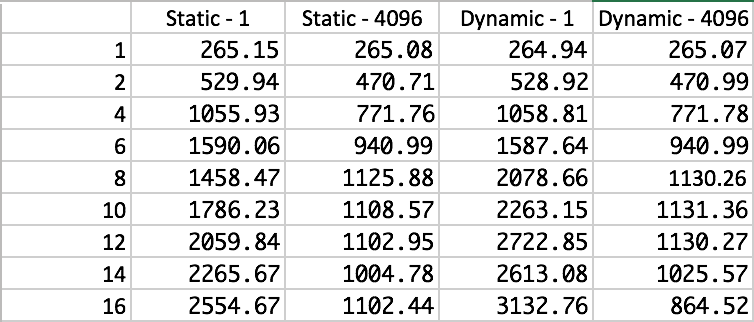 Static - 1 Static - 4096 Dynamic - 1 Dynamic - 4096
1 265.15 265.08 264.94 265.07
2 529.94 470.71 528.92 470.99
4 1055.93 771.76 1058.81 771.78
6 1590.06 940.99 1587.64 940.99
8 1458.47 1125.88 2078.66 1130.26
10 1786.23 1108.57 2263.15 1131.36
12 2059.84 1102.95 2722.85 1130.27
14 2265.67 1004.78 2613.08 1025.57
16 2554.67 1102.44 3132.76 864.52